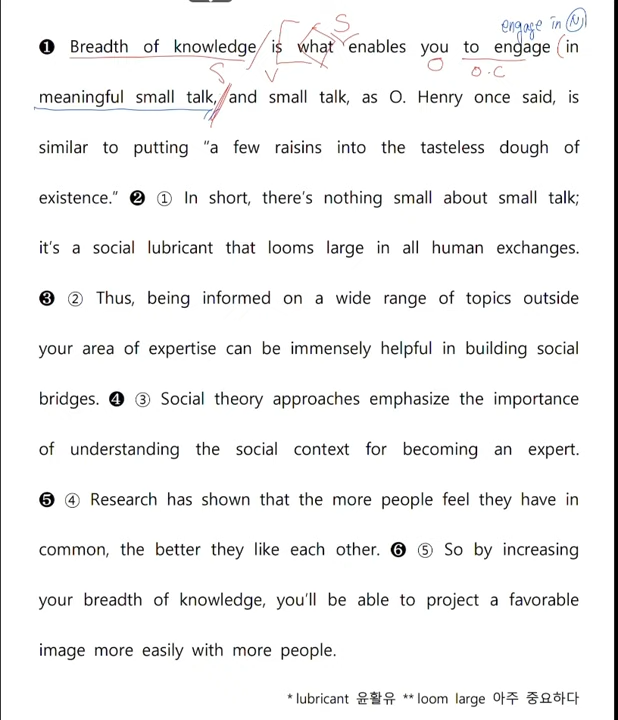 engage in N
S
❶ Breadth of knowledge / is what enables you to engage (in
S V O O.C
meaningful small talk, and small talk, as O. Henry once said, is
similar to putting "a few raisins into the tasteless dough of
existence." ❷ ① In short, there's nothing small about small talk;
it's a social lubricant that looms large in all human exchanges.
❸ ② Thus, being informed on a wide range of topics outside
your area of expertise can be immensely helpful in building social
bridges. ❹ ③ Social theory approaches emphasize the importance
of understanding the social context for becoming an expert.
❺ ④ Research has shown that the more people feel they have in
common, the better they like each other. ❻ ⑤ So by increasing
your breadth of knowledge, you'll be able to project a favorable
image more easily with more people.
* lubricant 윤활유 ** loom large 아주 중요하다